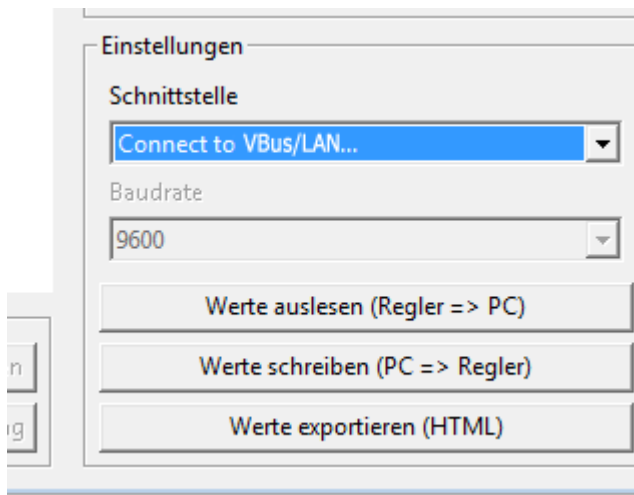 Einstellungen
Schnittstelle
Connect to VBus/LAN...
Baudrate
9600
Werte auslesen (Regler => PC)
Werte schreiben (PC => Regler)
Werte exportieren (HTML)